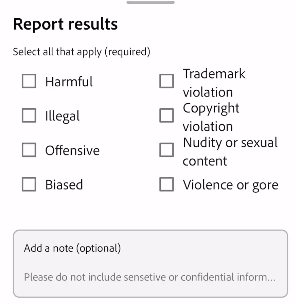 Report results
Select all that apply (required)
Harmful
Trademark
violation
Illegal
Copyright
violation
Offensive
Nudity or sexual
content
Biased
Violence or gore
Add a note (optional)
Please do not include sensetive or confidential inform...